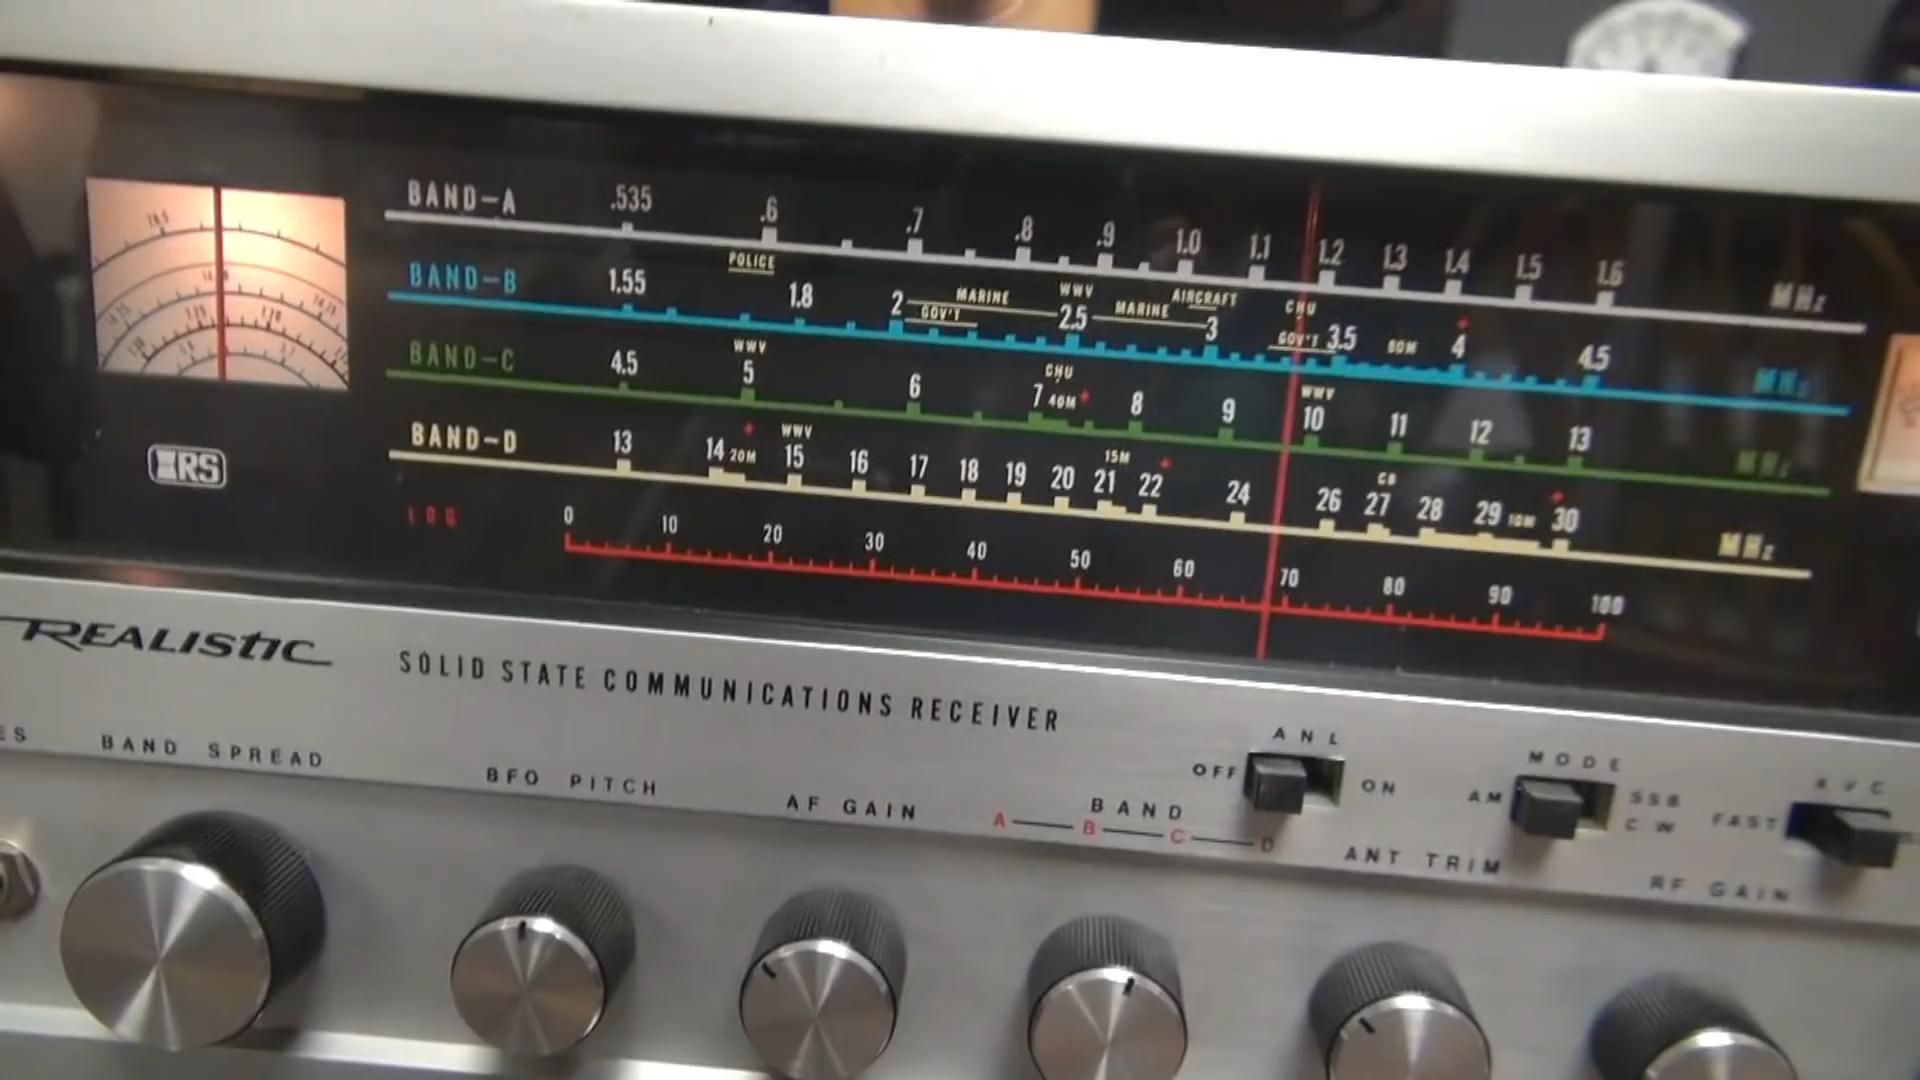 BAND-A .535 .6 .7 .8 .9 1.0 1.1 1.2 1.3 1.4 1.5 1.6 MHz
POLICE MARINE WWV AIRCRAFT
GOV'T MARINE CHU
BAND-B 1.55 1.8 2 2.5 3 GOV'T 3.5 80M 4 4.5 MHz
WWV CHU WWV
BAND-C 4.5 5 6 7 40M 8 9 10 11 12 13 MHz
WWV 15M CB
BAND-D 13 14 20M 15 16 17 18 19 20 21 22 24 26 27 28 29 10M 30 MHz
LOG 0 10 20 30 40 50 60 70 80 90 100
RS
REALISTIC
SOLID STATE COMMUNICATIONS RECEIVER
ES BAND SPREAD
BFO PITCH
AF GAIN
BAND
A B C D
ANL
OFF ON
ANT TRIM
MODE
AM SSB
CW
AVC
FAST
RF GAIN